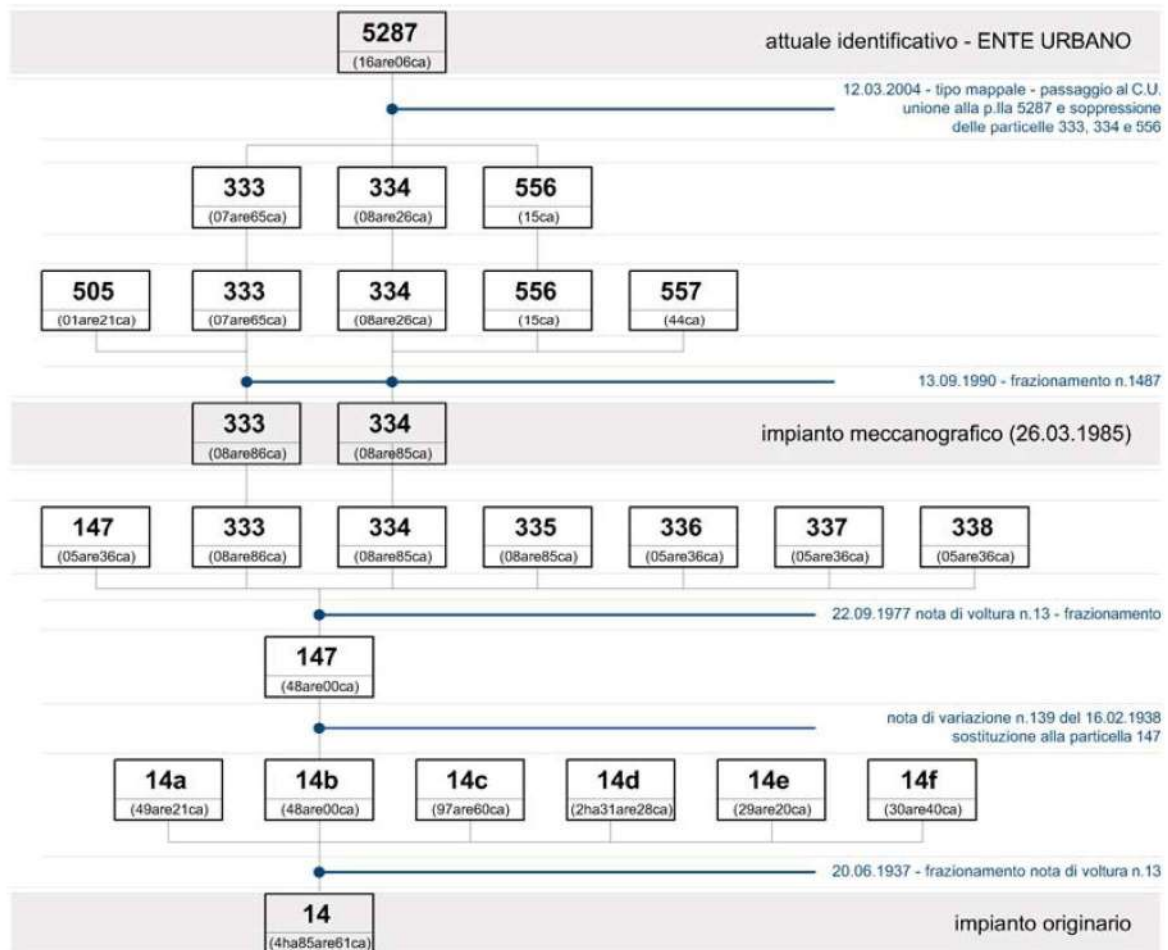 5287
(16are06ca)
attuale identificativo - ENTE URBANO
12.03.2004 - tipo mappale - passaggio al C.U.
unione alla p.lla 5287 e soppressione
delle particelle 333, 334 e 556
333
(07are65ca)
334
(08are26ca)
556
(15ca)
505
(01are21ca)
333
(07are65ca)
334
(08are26ca)
556
(15ca)
557
(44ca)
13.09.1990 - frazionamento n.1487
333
(08are86ca)
334
(08are85ca)
impianto meccanografico (26.03.1985)
147
(05are36ca)
333
(08are86ca)
334
(08are85ca)
335
(08are85ca)
336
(05are36ca)
337
(05are36ca)
338
(05are36ca)
22.09.1977 nota di voltura n.13 - frazionamento
147
(48are00ca)
nota di variazione n.139 del 16.02.1938
sostituzione alla particella 147
14a
(49are21ca)
14b
(48are00ca)
14c
(97are60ca)
14d
(2ha31are28ca)
14e
(29are20ca)
14f
(30are40ca)
20.06.1937 - frazionamento nota di voltura n.13
14
(4ha85are61ca)
impianto originario